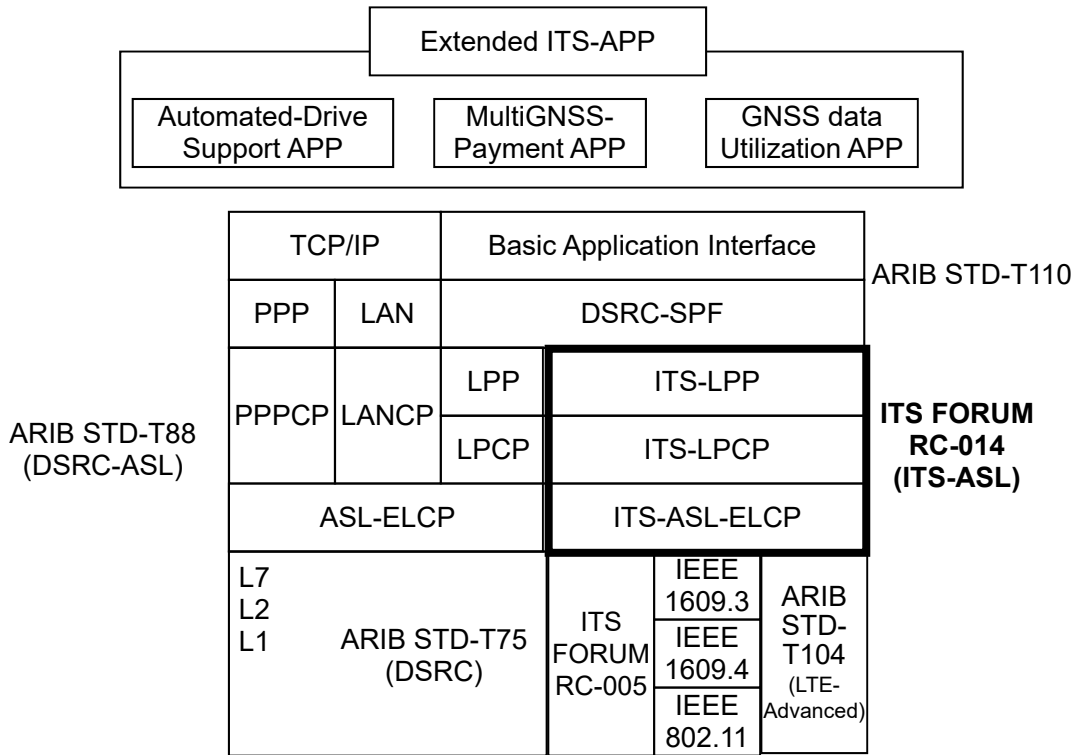 Extended ITS-APP
Automated-Drive
Support APP
MultiGNSS-
Payment APP
GNSS data
Utilization APP
TCP/IP
Basic Application Interface
ARIB STD-T110
PPP
LAN
DSRC-SPF
ARIB STD-T88
(DSRC-ASL)
PPPCP
LANCP
LPP
ITS-LPP
LPCP
ITS-LPCP
ITS FORUM
RC-014
(ITS-ASL)
ASL-ELCP
ITS-ASL-ELCP
L7
L2
L1
ARIB STD-T75
(DSRC)
ITS
FORUM
RC-005
IEEE
1609.3
IEEE
1609.4
IEEE
802.11
ARIB
STD-
T104
(LTE-
Advanced)